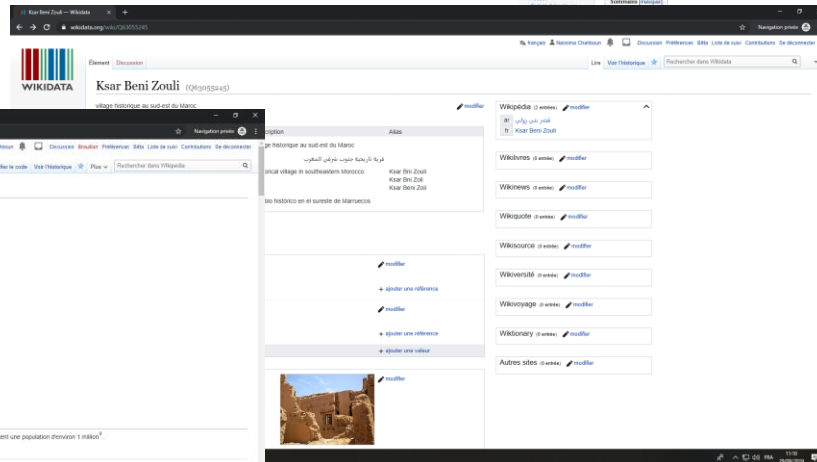 Sommaire [masquer]
Ksar Beni Zouli — Wikidata
wikidata.org/wiki/Q63055245
Navigation privée
français Discussion Préférences Bêta Liste de suivi Contributions Se déconnecter
Élément Discussion
Lire Voir l'historique Rechercher dans Wikidata
WIKIDATA
Ksar Beni Zouli (Q63055245)
village historique au sud-est du Maroc
modifier
Wikipédia (2 entrées) modifier
ar قصر بني زولي
fr Ksar Beni Zouli
Wikilivres (0 entrée) modifier
Wikinews (0 entrée) modifier
Wikiquote (0 entrée) modifier
Wikisource (0 entrée) modifier
Wikiversité (0 entrée) modifier
Wikivoyage (0 entrée) modifier
Wiktionary (0 entrée) modifier
Autres sites (0 entrée) modifier
cription Alias
ge historique au sud-est du Maroc
قرية تاريخية جنوب شرقي المغرب
orical village in southeastern Morocco Ksar Bni Zouli
Ksar Bni Zoli
Ksar Beni Zoli
blo histórico en el sureste de Marruecos
modifier
+ ajouter une référence
modifier
+ ajouter une référence
+ ajouter une valeur
modifier
Navigation privée
Discussion Brouillon Préférences Bêta Liste de suivi Contributions Se déconnecter
fier le code Voir l'historique Plus Rechercher dans Wikipédia
ent une population d'environ 1 million
FRA
11:10